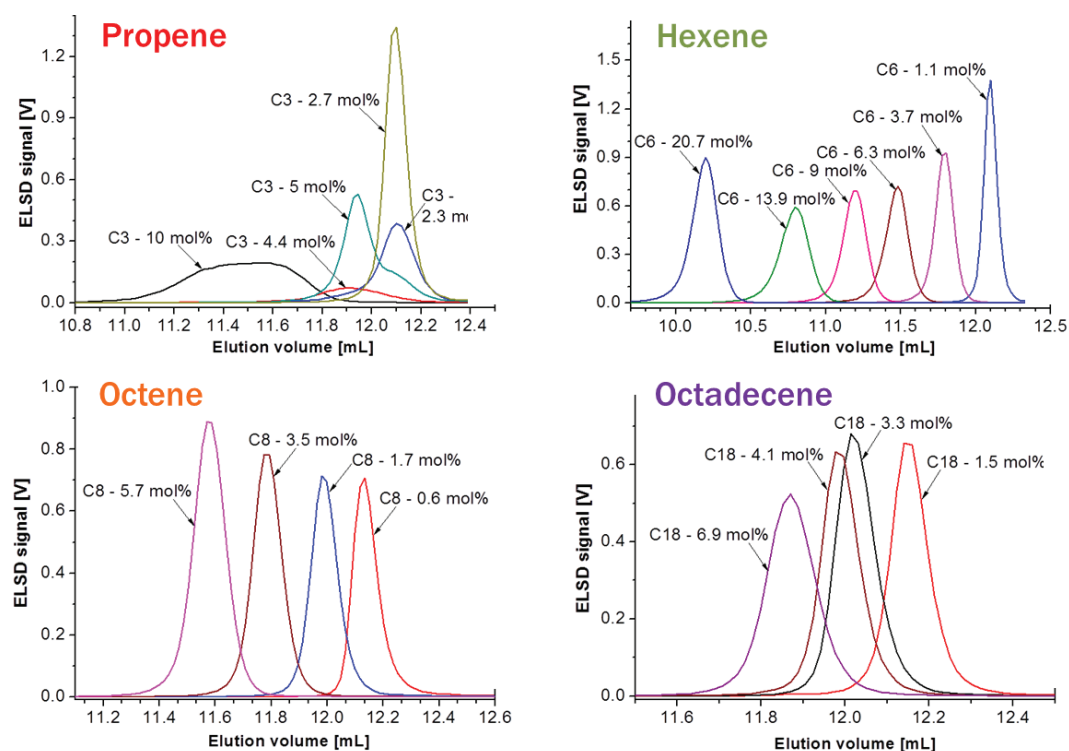 Propene
ELSD signal [V]
1.2
0.9
0.6
0.3
0.0
C3 - 2.7 mol%
C3 - 5 mol%
C3 -
2.3
C3 - 10 mol%
C3 - 4.4 mol%
10.8 11.0 11.2 11.4 11.6 11.8 12.0 12.2 12.4
Elution volume [mL]
Hexene
ELSD signal [V]
1.5
1.2
0.9
0.6
0.3
0.0
C6 - 1.1 mol%
C6 - 3.7 mol%
C6 - 20.7 mol%
C6 - 6.3 mol%
C6 - 9 mol%
C6 - 13.9 mol%
10.0 10.5 11.0 11.5 12.0 12.5
Elution volume [mL]
Octene
ELSD signal [V]
1.0
0.8
0.6
0.4
0.2
0.0
C8 - 3.5 mol%
C8 - 1.7 mol%
C8 - 5.7 mol%
C8 - 0.6 mol%
11.2 11.4 11.6 11.8 12.0 12.2 12.4 12.6
Elution volume [mL]
Octadecene
ELSD signal [V]
0.6
0.4
0.2
0.0
C18 - 3.3 mol%
C18 - 4.1 mol%
C18 - 1.5 mol%
C18 - 6.9 mol%
11.6 11.8 12.0 12.2 12.4
Elution volume [mL]